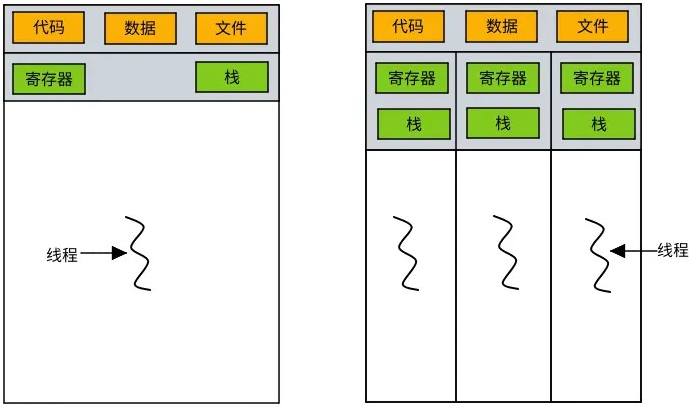 代码 数据 文件
寄存器 栈
线程
代码 数据 文件
寄存器 寄存器 寄存器
栈 栈 栈
线程